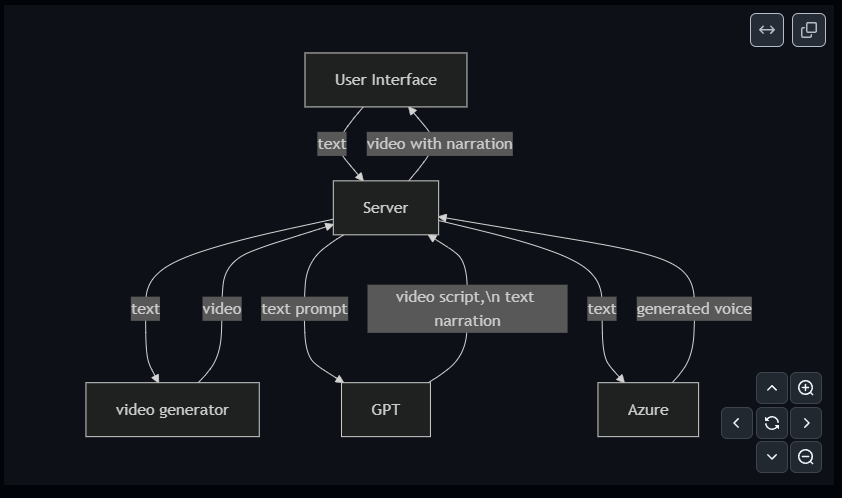 User Interface
text
video with narration
Server
text
video
text prompt
video script,\n text
narration
text
generated voice
video generator
GPT
Azure